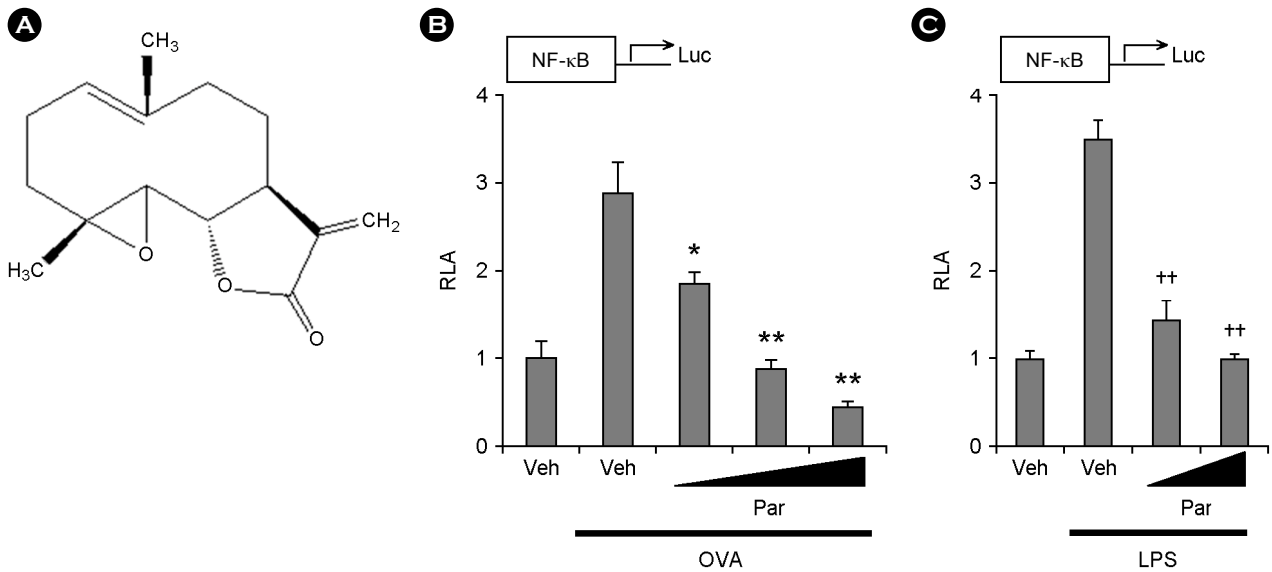 A
CH3
H3C
O
O
O
CH2
B
NF-κB
Luc
4
3
2
1
0
RLA
*
**
**
Veh
Veh
Par
OVA
C
NF-κB
Luc
4
3
2
1
0
RLA
††
††
Veh
Veh
Par
LPS